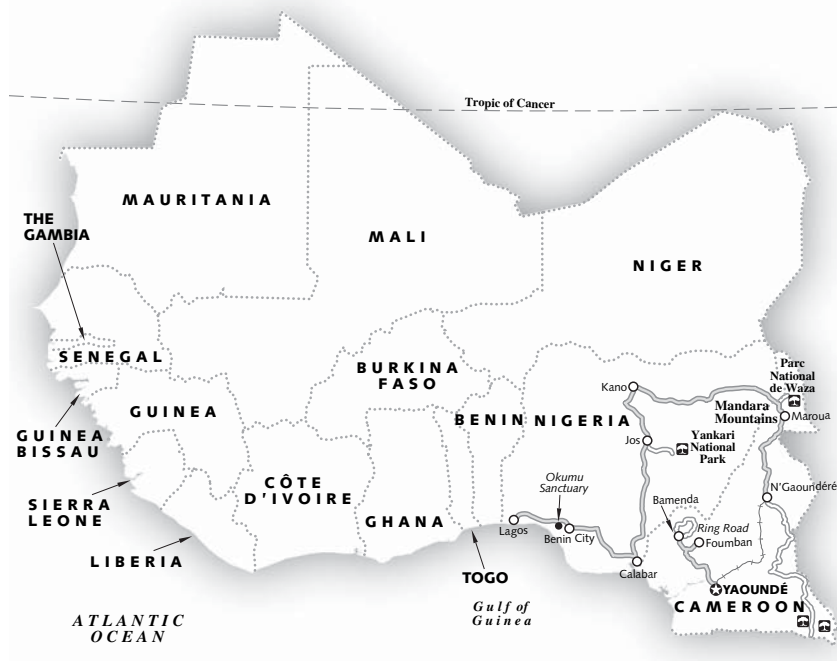 Tropic of Cancer
MAURITANIA
THE
GAMBIA
MALI
NIGER
SENEGAL
BURKINA
FASO
Parc
National
de Waza
Kano
Mandara
Mountains
Maroua
GUINEA
BENIN
NIGERIA
GUINEA
BISSAU
Jos
Yankari
National
Park
CÔTE
D'IVOIRE
Okumu
Sanctuary
N'Gaoundéré
SIERRA
LEONE
Bamenda
GHANA
Lagos
Benin City
Ring Road
Foumban
LIBERIA
TOGO
Calabar
YAOUNDÉ
CAMEROON
Gulf of
Guinea
ATLANTIC
OCEAN